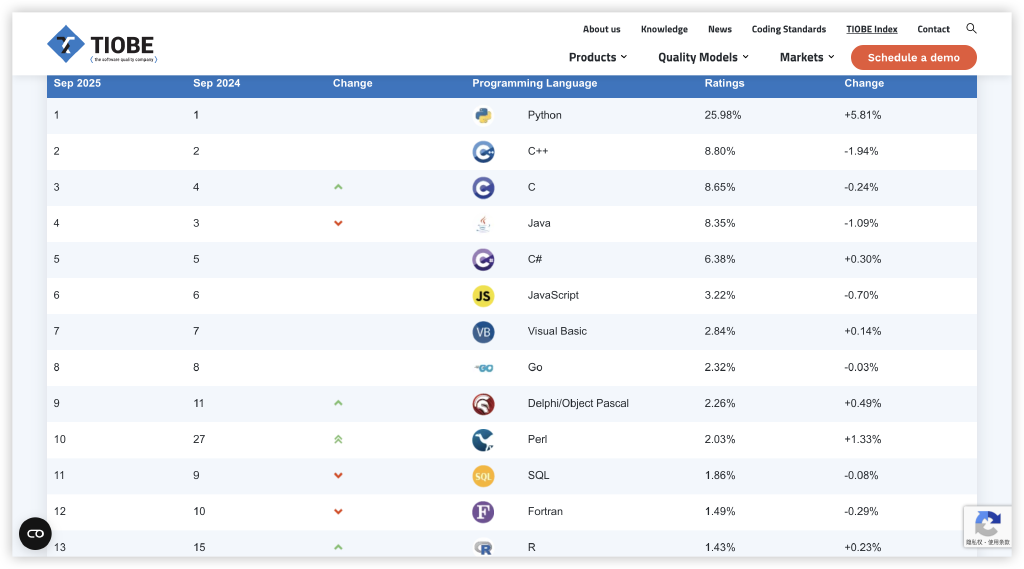 About us Knowledge News Coding Standards TIOBE Index Contact
TIOBE
( the software quality company )
Products Quality Models Markets Schedule a demo
Sep 2025 Sep 2024 Change Programming Language Ratings Change
1 1 Python 25.98% +5.81%
2 2 C++ 8.80% -1.94%
3 4 C 8.65% -0.24%
4 3 Java 8.35% -1.09%
5 5 C# 6.38% +0.30%
6 6 JS JavaScript 3.22% -0.70%
7 7 VB Visual Basic 2.84% +0.14%
8 8 GO Go 2.32% -0.03%
9 11 Delphi/Object Pascal 2.26% +0.49%
10 27 Perl 2.03% +1.33%
11 9 SQL SQL 1.86% -0.08%
12 10 F Fortran 1.49% -0.29%
13 15 R R 1.43% +0.23%
隐私权 - 使用条款